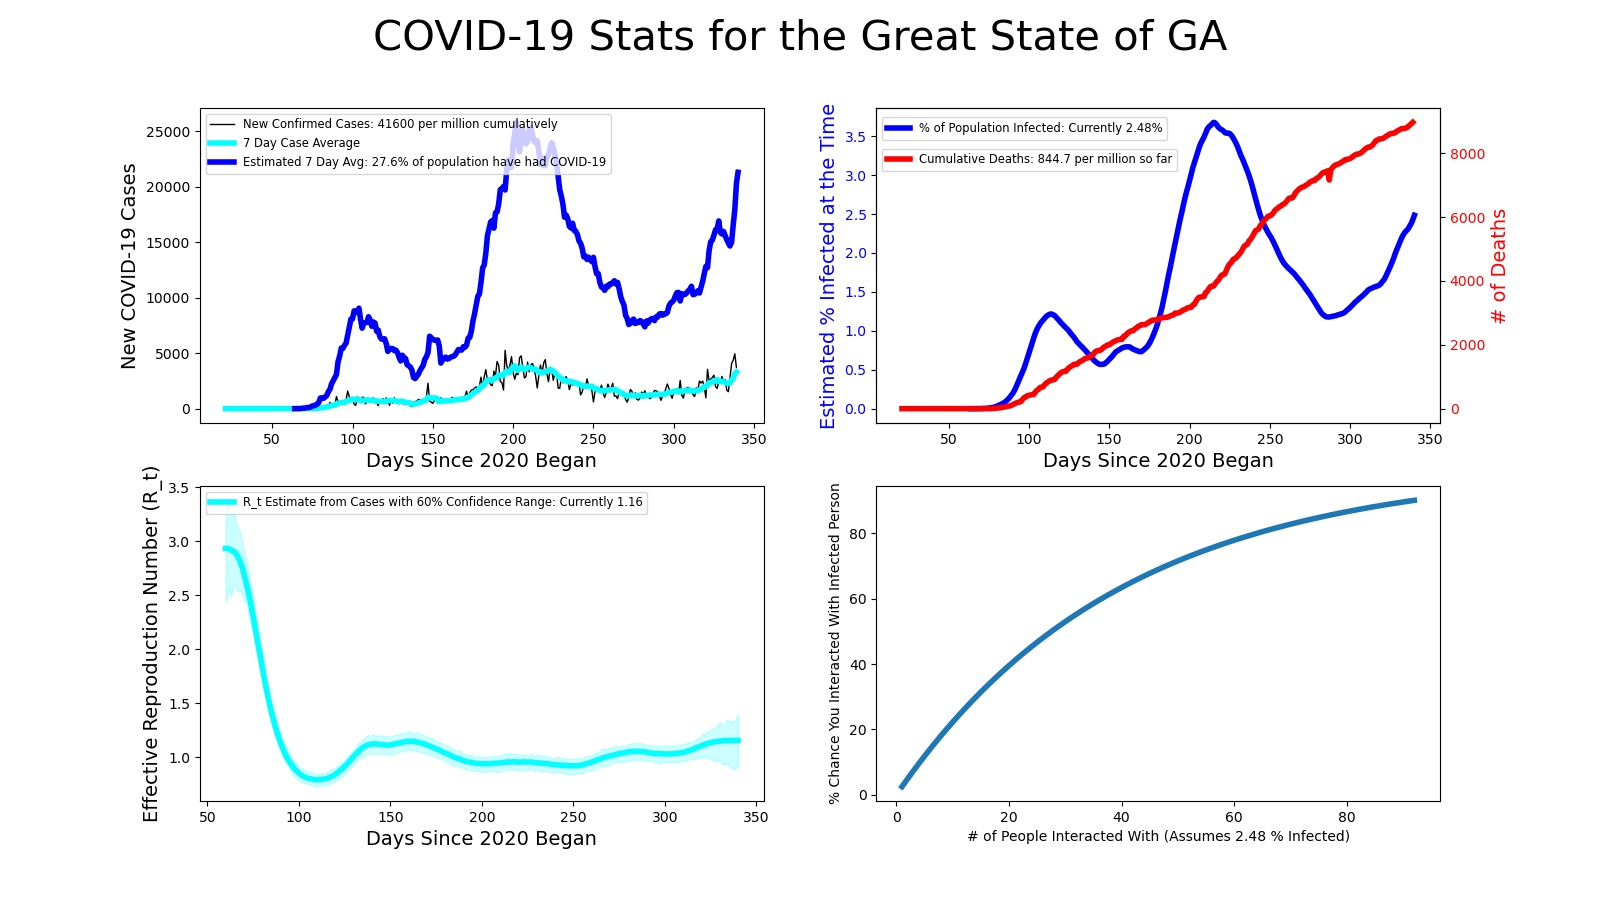 COVID-19 Stats for the Great State of GA
New COVID-19 Cases
25000
20000
15000
10000
5000
0
New Confirmed Cases: 41600 per million cumulatively
7 Day Case Average
Estimated 7 Day Avg: 27.6% of population have had COVID-19
50 100 150 200 250 300 350
Days Since 2020 Began
Estimated % Infected at the Time
3.5
3.0
2.5
2.0
1.5
1.0
0.5
0.0
% of Population Infected: Currently 2.48%
Cumulative Deaths: 844.7 per million so far
8000
6000
4000
2000
0
# of Deaths
50 100 150 200 250 300 350
Days Since 2020 Began
Effective Reproduction Number (R_t)
3.5
3.0
2.5
2.0
1.5
1.0
R_t Estimate from Cases with 60% Confidence Range: Currently 1.16
50 100 150 200 250 300 350
Days Since 2020 Began
% Chance You Interacted With Infected Person
80
60
40
20
0
0 20 40 60 80
# of People Interacted With (Assumes 2.48 % Infected)